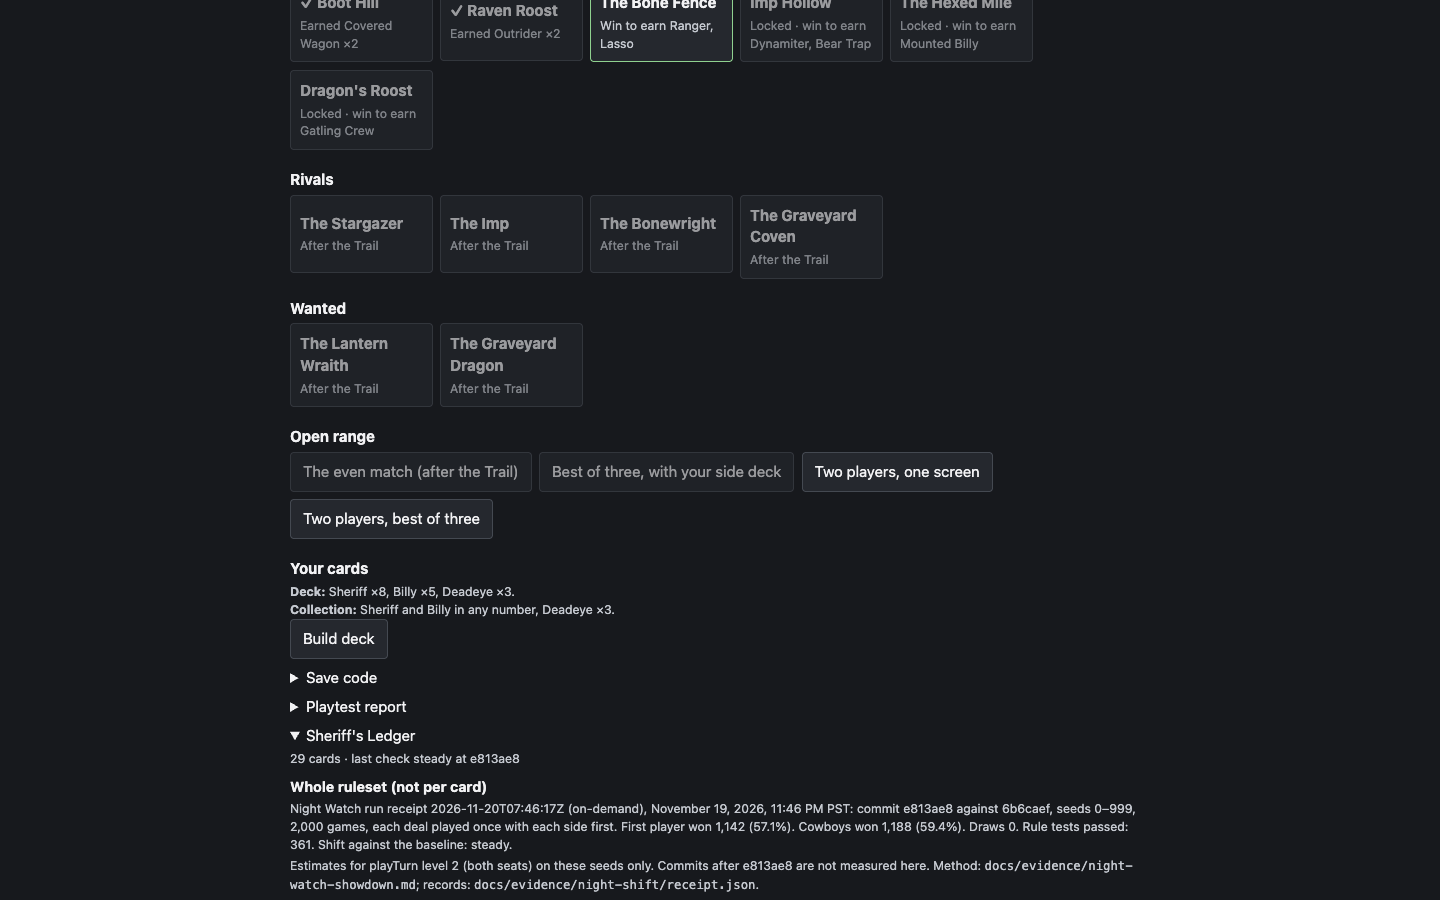 ✓ Boot Hill
Earned Covered
Wagon ×2
✓ Raven Roost
Earned Outrider ×2
The Bone Fence
Win to earn Ranger,
Lasso
Imp Hollow
Locked · win to earn
Dynamiter, Bear Trap
The Hexed Mile
Locked · win to earn
Mounted Billy
Dragon's Roost
Locked · win to earn
Gatling Crew
Rivals
The Stargazer
After the Trail
The Imp
After the Trail
The Bonewright
After the Trail
The Graveyard
Coven
After the Trail
Wanted
The Lantern
Wraith
After the Trail
The Graveyard
Dragon
After the Trail
Open range
The even match (after the Trail)
Best of three, with your side deck
Two players, one screen
Two players, best of three
Your cards
Deck: Sheriff ×8, Billy ×5, Deadeye ×3.
Collection: Sheriff and Billy in any number, Deadeye ×3.
Build deck
▶ Save code
▶ Playtest report
▼ Sheriff's Ledger
29 cards · last check steady at e813ae8
Whole ruleset (not per card)
Night Watch run receipt 2026-11-20T07:46:17Z (on-demand), November 19, 2026, 11:46 PM PST: commit e813ae8 against 6b6caef, seeds 0–999,
2,000 games, each deal played once with each side first. First player won 1,142 (57.1%). Cowboys won 1,188 (59.4%). Draws 0. Rule tests passed:
361. Shift against the baseline: steady.
Estimates for playTurn level 2 (both seats) on these seeds only. Commits after e813ae8 are not measured here. Method: docs/evidence/night-
watch-showdown.md; records: docs/evidence/night-shift/receipt.json.